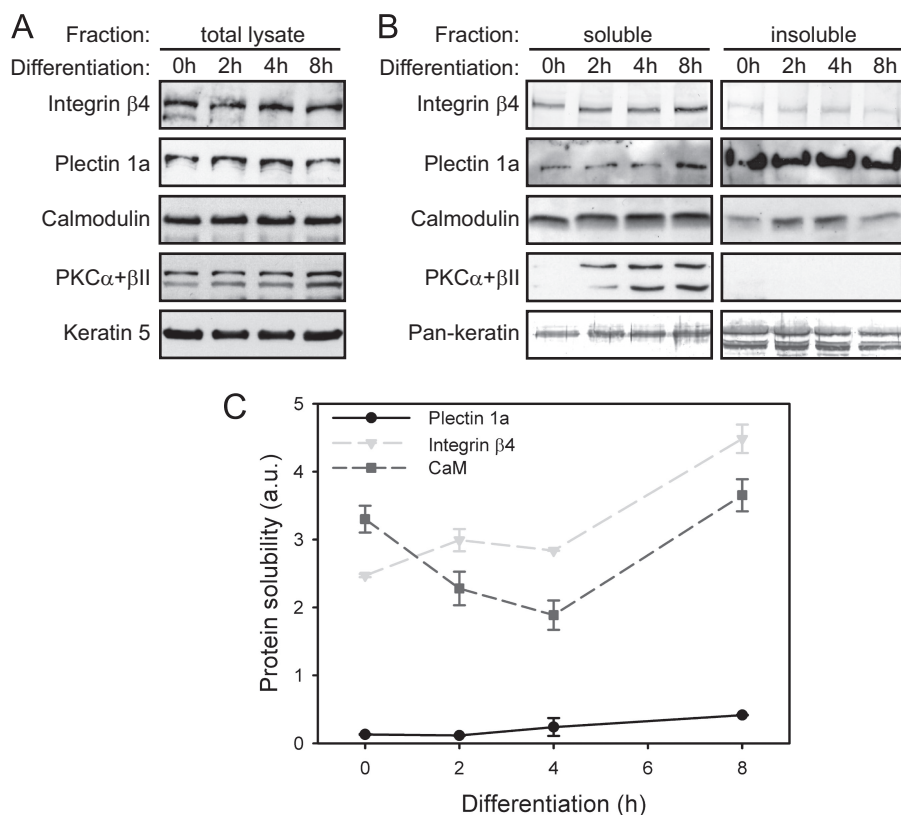 A
Fraction: total lysate
Differentiation: 0h 2h 4h 8h
Integrin β4
Plectin 1a
Calmodulin
PKCα+βII
Keratin 5
B
Fraction: soluble insoluble
Differentiation: 0h 2h 4h 8h 0h 2h 4h 8h
Integrin β4
Plectin 1a
Calmodulin
PKCα+βII
Pan-keratin
C
Plectin 1a
Integrin β4
CaM
Protein solubility (a.u.)
5
4
3
2
1
0
0 2 4 6 8
Differentiation (h)